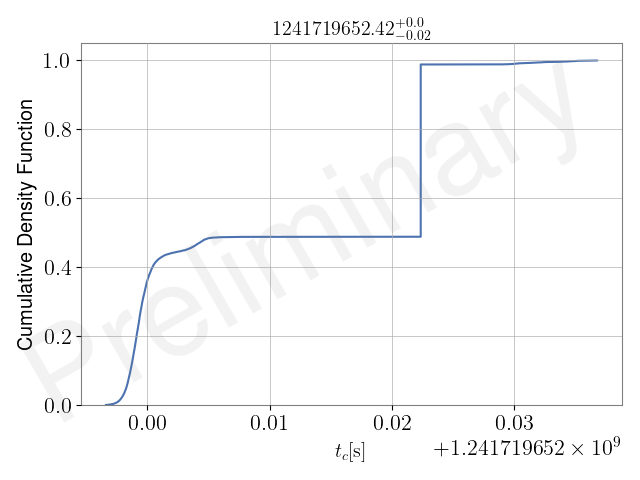 1241719652.42^{+0.0}_{-0.02}
Cumulative Density Function
1.0
0.8
0.6
0.4
0.2
0.0
0.00 0.01 0.02 0.03
t_c[s]
+1.241719652 × 10^9
Preliminary